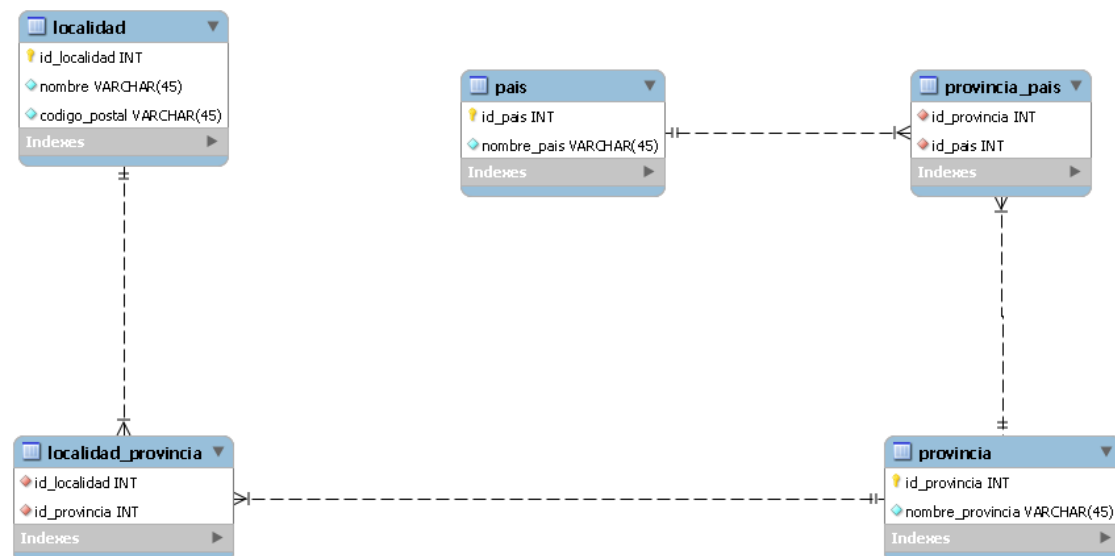 localidad
id_localidad INT
nombre VARCHAR(45)
codigo_postal VARCHAR(45)
Indexes
pais
id_pais INT
nombre_pais VARCHAR(45)
Indexes
provincia_pais
id_provincia INT
id_pais INT
Indexes
localidad_provincia
id_localidad INT
id_provincia INT
Indexes
provincia
id_provincia INT
nombre_provincia VARCHAR(45)
Indexes